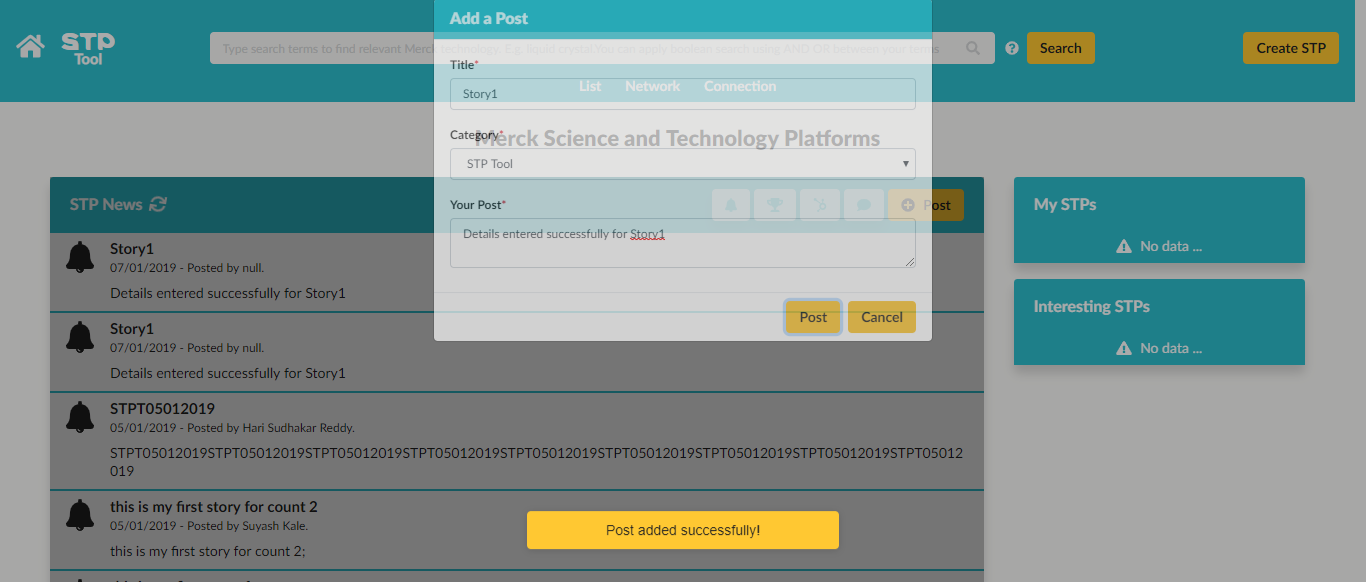 Add a Post
STP
Tool
Type search terms to find relevant Merck technology. E.g. liquid crystal.You can apply boolean search using AND OR between your terms
Search
Create STP
Title*
Story1
List Network Connection
Category*
Merck Science and Technology Platforms
STP Tool
STP News
Your Post*
Post
Details entered successfully for Story1
Post Cancel
My STPs
No data ...
Interesting STPs
No data ...
Story1
07/01/2019 - Posted by null.
Details entered successfully for Story1
Story1
07/01/2019 - Posted by null.
Details entered successfully for Story1
STPT05012019
05/01/2019 - Posted by Hari Sudhakar Reddy.
STPT05012019STPT05012019STPT05012019STPT05012019STPT05012019STPT05012019STPT05012019STPT05012019STPT05012
019
this is my first story for count 2
05/01/2019 - Posted by Suyash Kale.
this is my first story for count 2;
Post added successfully!